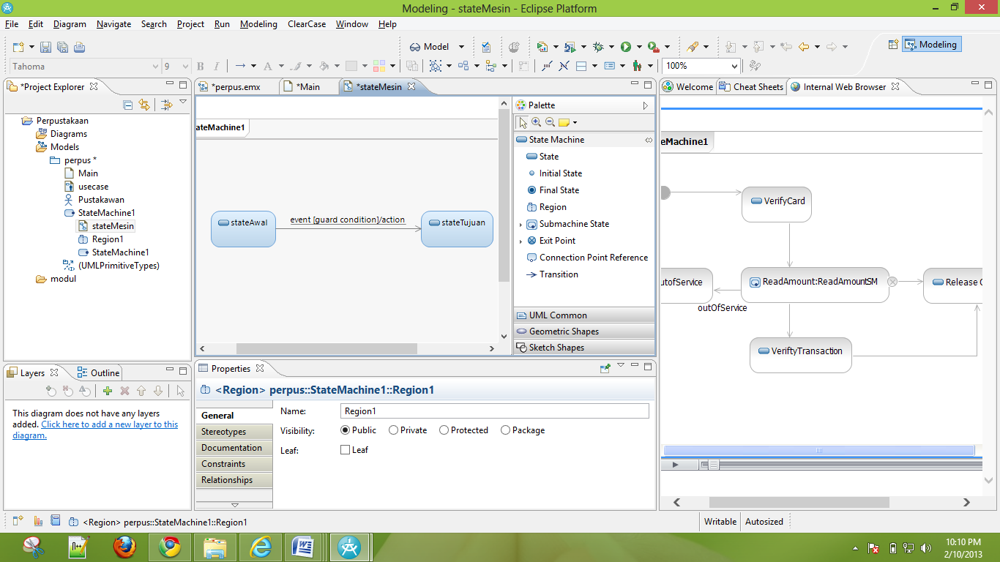 Modeling - stateMesin - Eclipse Platform
File Edit Diagram Navigate Search Project Run Modeling ClearCase Window Help
Model
Modeling
Tahoma 9 B I A 100%
*Project Explorer
Perpustakaan
Diagrams
Models
perpus *
Main
usecase
Pustakawan
StateMachine1
stateMesin
Region1
StateMachine1
(UMLPrimitiveTypes)
modul
*perpus.emx *Main *stateMesin
ateMachine1
stateAwal
event [guard condition]/action
stateTujuan
Palette
State Machine
State
Initial State
Final State
Region
Submachine State
Exit Point
Connection Point Reference
Transition
UML Common
Geometric Shapes
Sketch Shapes
Welcome Cheat Sheets Internal Web Browser
eMachine1
VerifyCard
utofService
ReadAmount:ReadAmountSM
Release C
outOfService
VeriftyTransaction
Layers Outline
This diagram does not have any layers
added. Click here to add a new layer to this
diagram.
Properties
<Region> perpus::StateMachine1::Region1
General
Stereotypes
Documentation
Constraints
Relationships
Name: Region1
Visibility: Public Private Protected Package
Leaf: Leaf
<Region> perpus::StateMachine1::Region1
Writable Autosized
10:10 PM
2/10/2013